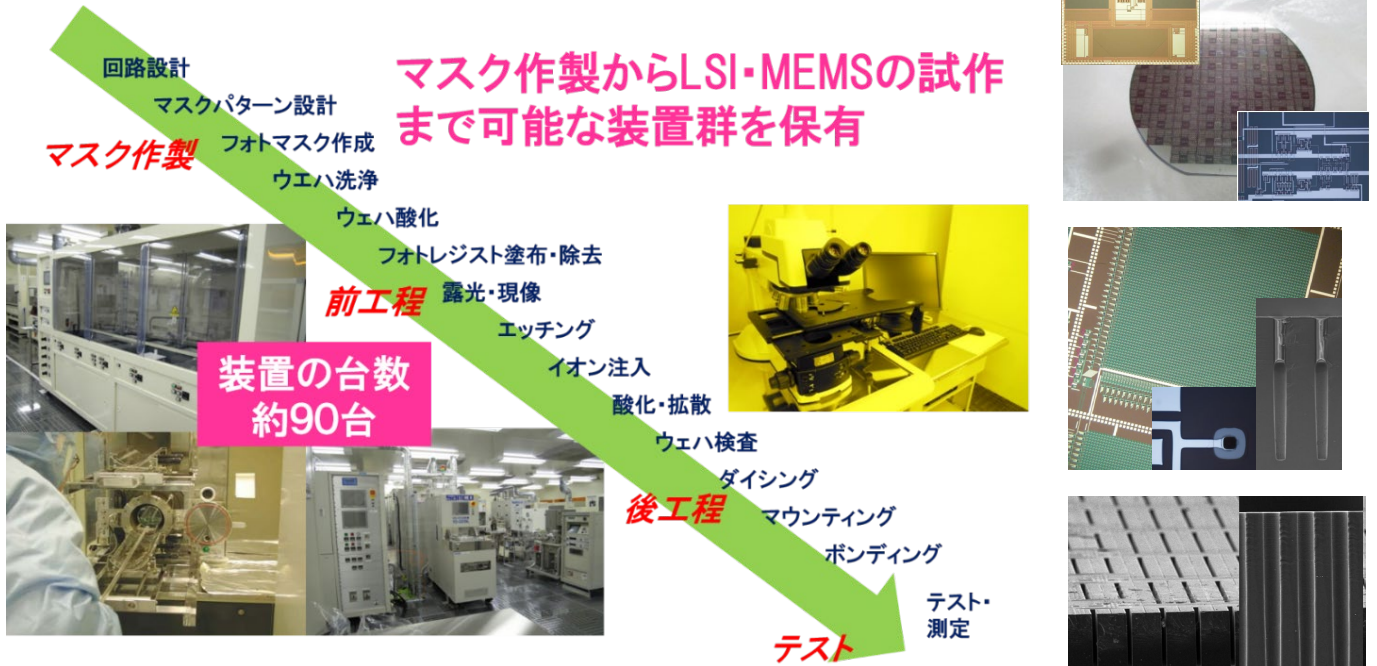 マスク作製からLSI・MEMSの試作
まで可能な装置群を保有
回路設計
マスクパターン設計
フォトマスク作成
マスク作製
ウエハ洗浄
ウェハ酸化
フォトレジスト塗布・除去
前工程
露光・現像
エッチング
イオン注入
装置の台数
約90台
酸化・拡散
ウェハ検査
ダイシング
後工程
マウンティング
ボンディング
テスト・
測定
テスト
samco